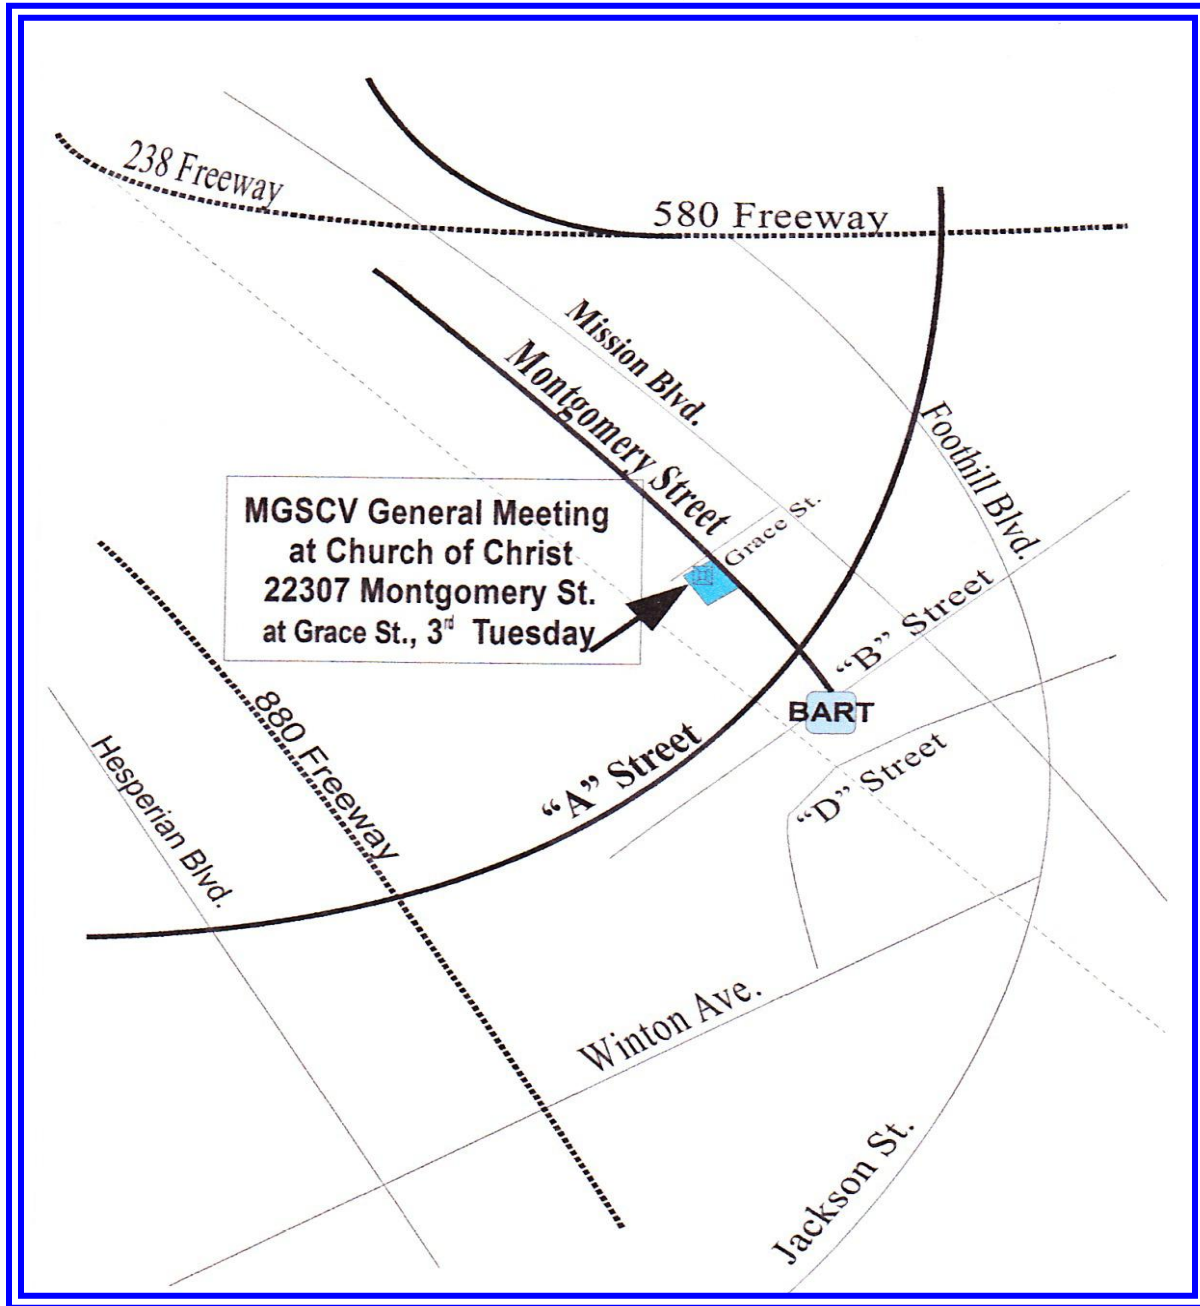 238 Freeway
580 Freeway
Mission Blvd.
Montgomery Street
Foothill Blvd.
Grace St.
MGSCV General Meeting
at Church of Christ
22307 Montgomery St.
at Grace St., 3rd Tuesday
"B" Street
BART
880 Freeway
"A" Street
Hesperian Blvd.
"D" Street
Winton Ave.
Jackson St.